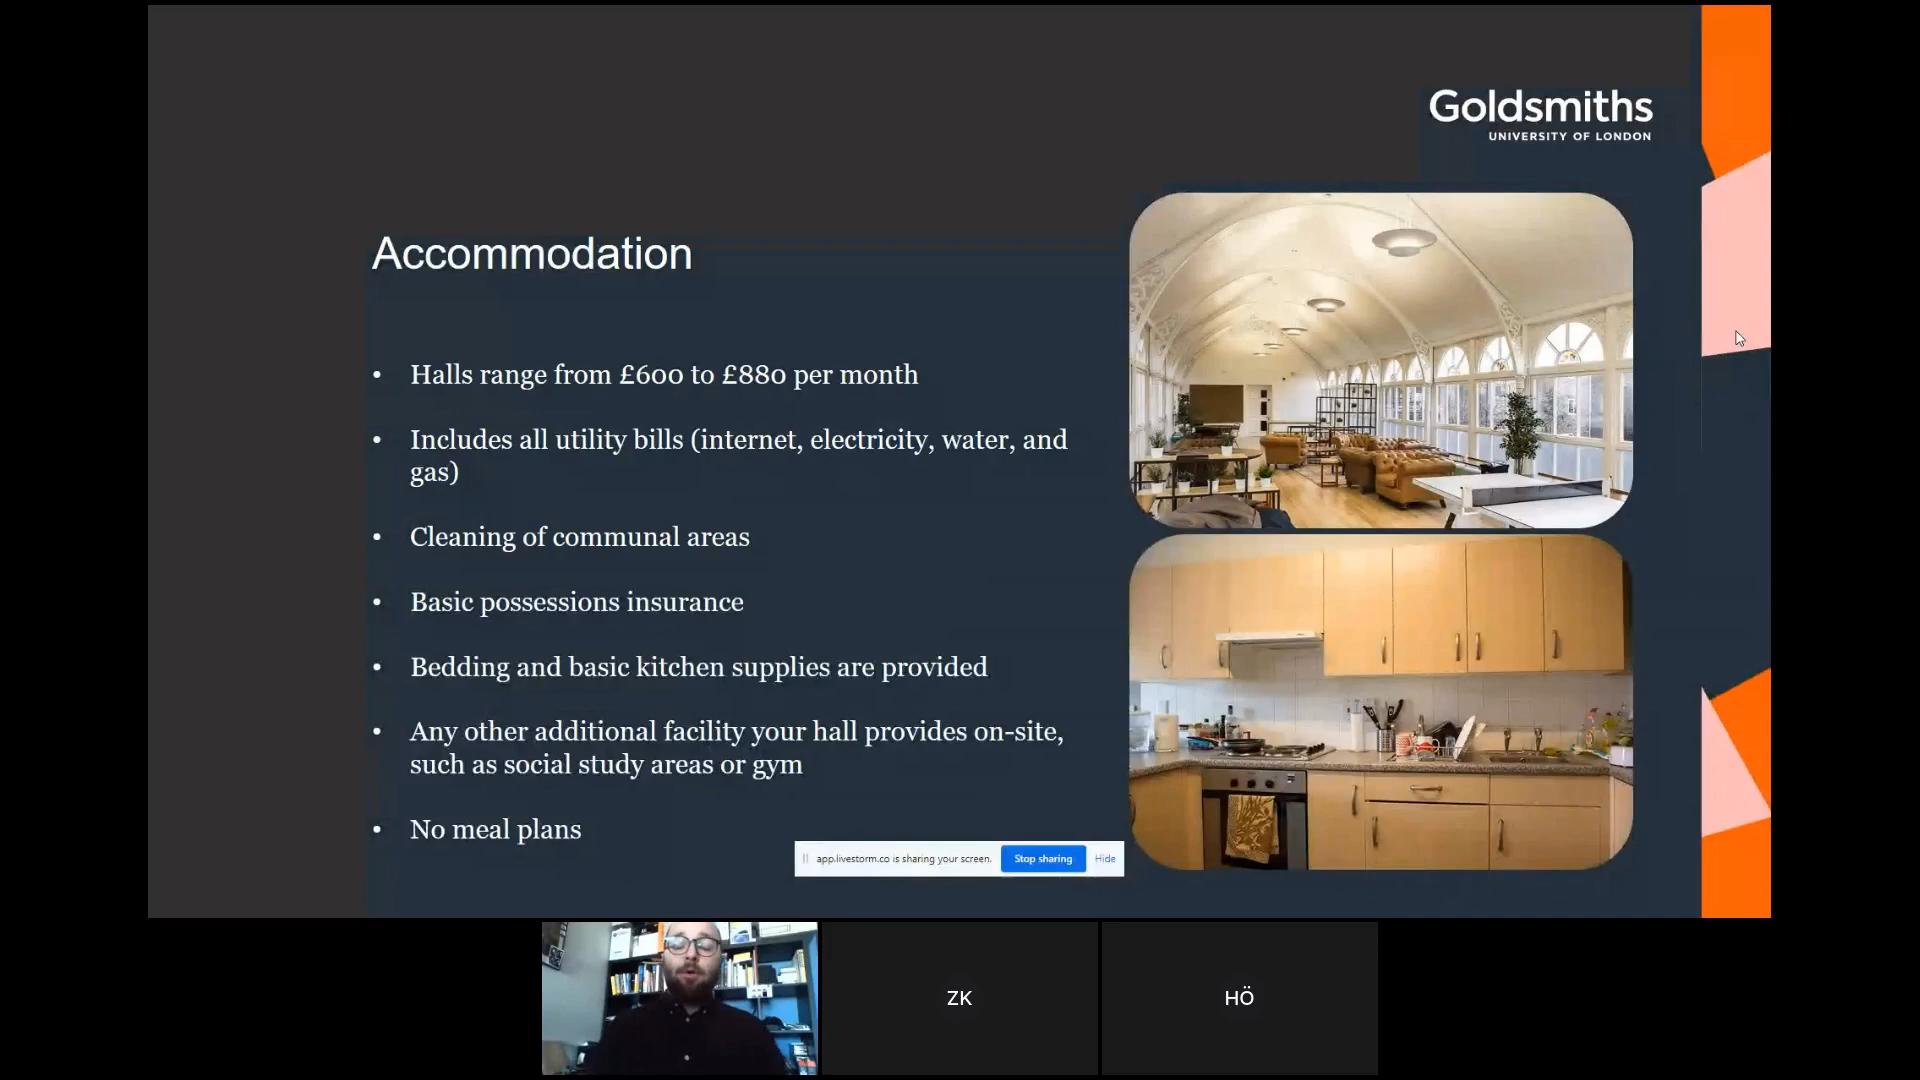 Goldsmiths
UNIVERSITY OF LONDON
Accommodation
• Halls range from £600 to £880 per month
• Includes all utility bills (internet, electricity, water, and
gas)
• Cleaning of communal areas
• Basic possessions insurance
• Bedding and basic kitchen supplies are provided
• Any other additional facility your hall provides on-site,
such as social study areas or gym
• No meal plans
app.livestorm.co is sharing your screen. Stop sharing Hide
ZK
HÖ